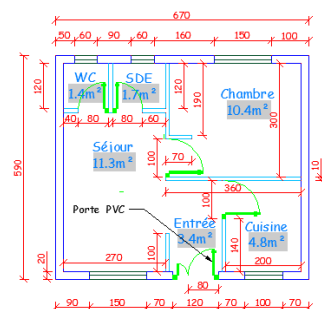 670
50 60 90 60 160 150 100
WC SDE
1.4m² 1.7m²
120 120 190
Chambre
10.4m²
300
40 80 80 60
Séjour
11.3m²
100 70
590
10
360
Porte PVC
100
Entrée
3.4m²
Cuisine
4.8m²
140
100
270 200
20
80
90 150 70 120 70 100 70